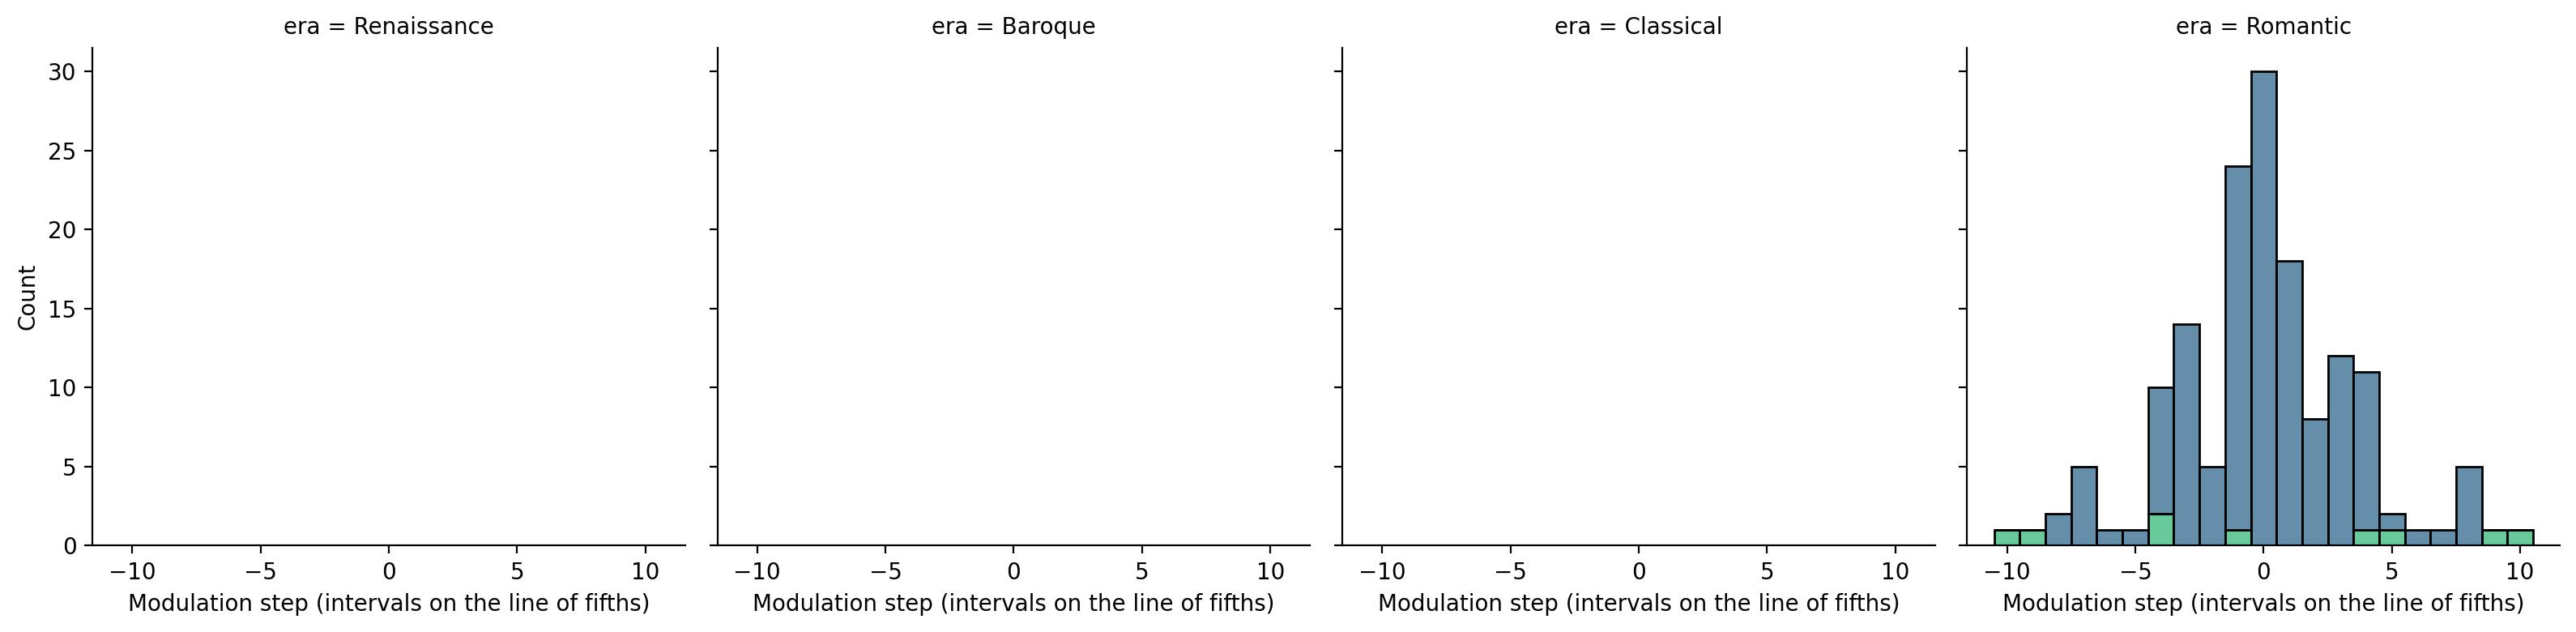 era = Renaissance
era = Baroque
era = Classical
era = Romantic
30
25
20
15
10
5
0
Count
−10 −5 0 5 10
−10 −5 0 5 10
−10 −5 0 5 10
−10 −5 0 5 10
Modulation step (intervals on the line of fifths)
Modulation step (intervals on the line of fifths)
Modulation step (intervals on the line of fifths)
Modulation step (intervals on the line of fifths)